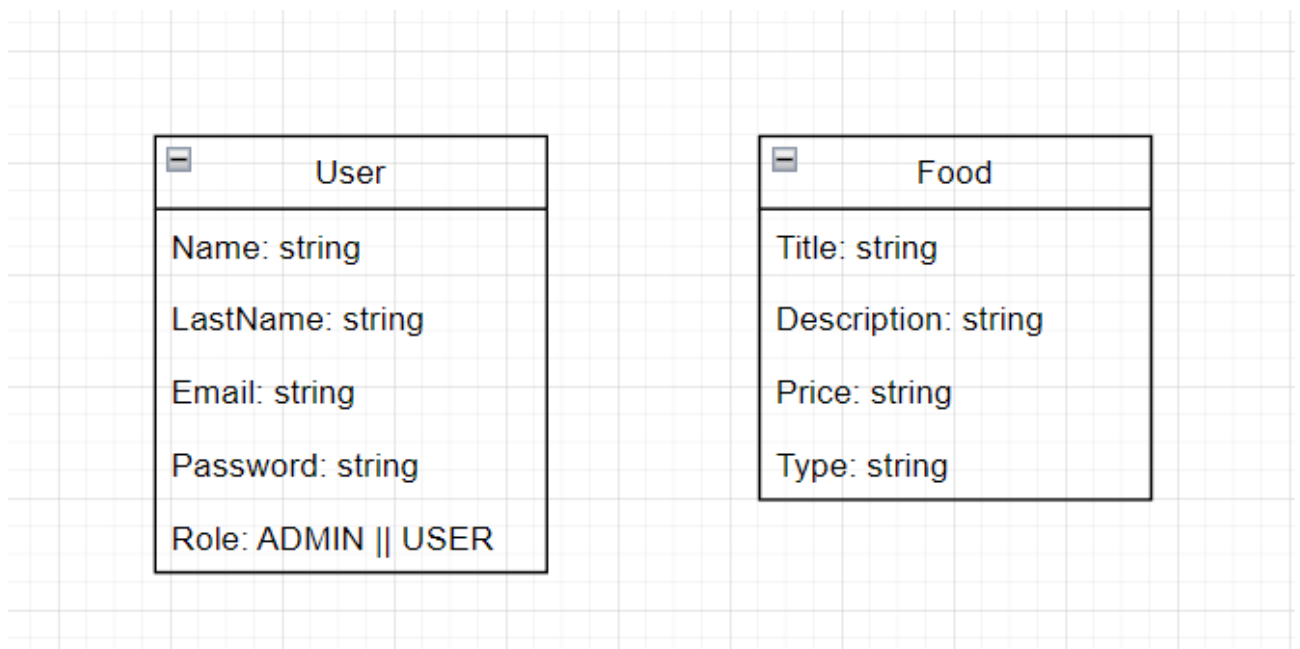 User
Name: string
LastName: string
Email: string
Password: string
Role: ADMIN || USER
Food
Title: string
Description: string
Price: string
Type: string